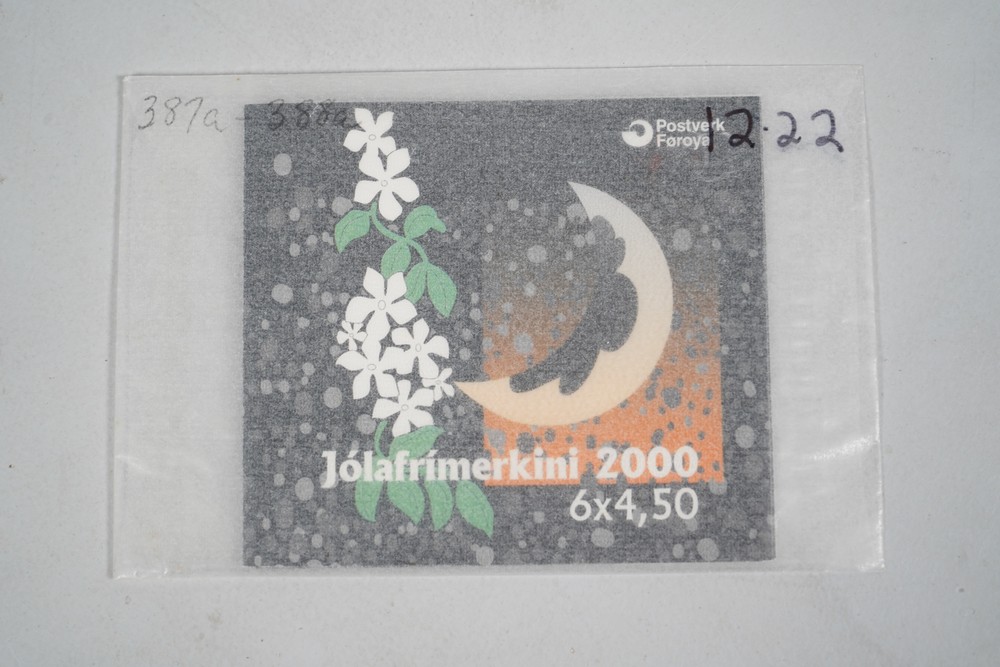 387a - 388a
Postverk
Føroya
12.22
Jólafrímerkini 2000
6x4,50